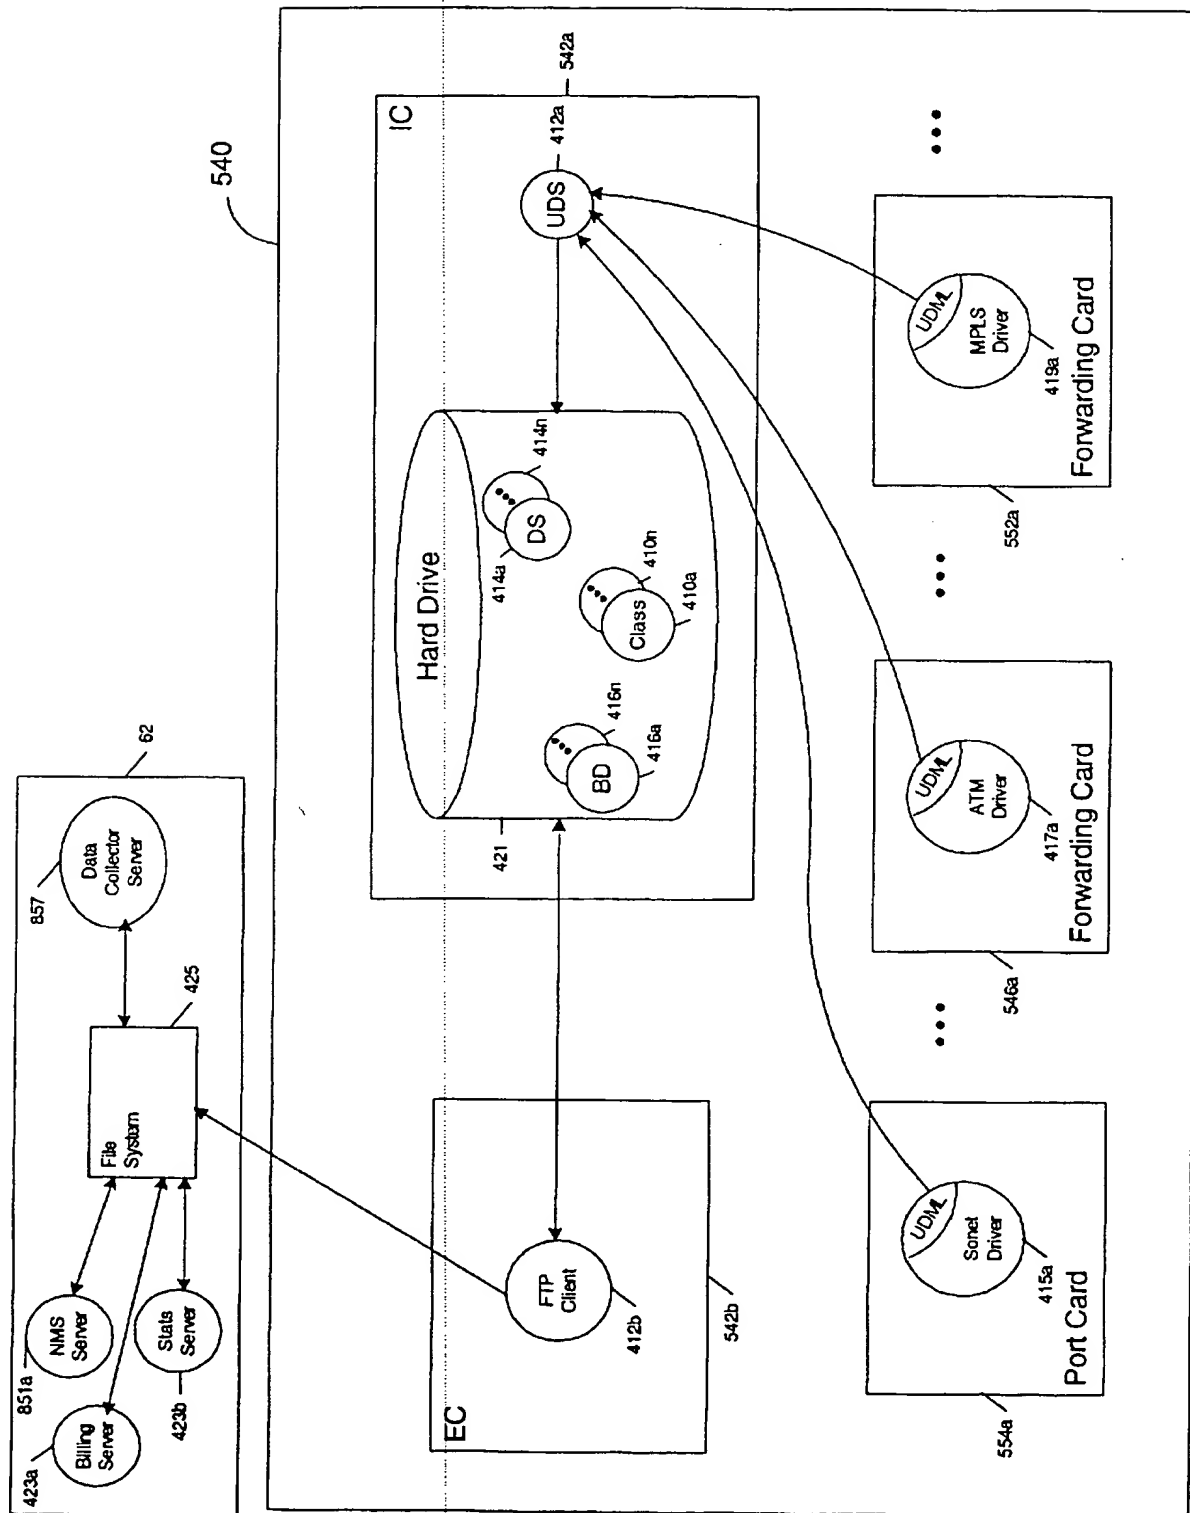 62
857
Data
Collector
Server
425
File
System
NMS
Server
851a
Billing
Server
423a
Stats
Server
423b
540
IC
542a
UDS
412a
Hard Drive
421
DS
414a
414n
Class
410a
410n
BD
416a
416n
EC
FTP
Client
412b
542b
UDML
Sonet
Driver
415a
Port Card
554a
UDML
ATM
Driver
417a
Forwarding Card
546a
UDML
MPLS
Driver
419a
Forwarding Card
552a